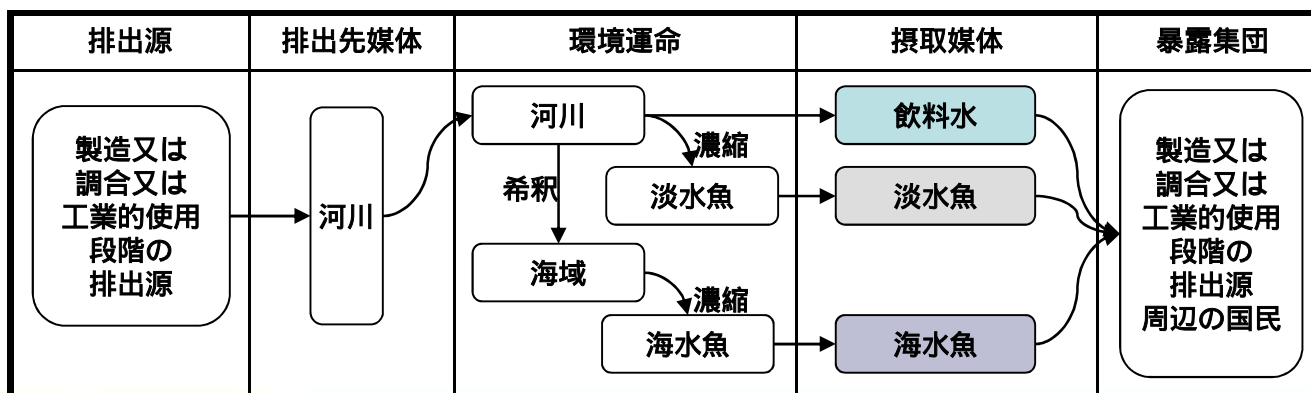 排出源
排出先媒体
環境運命
摂取媒体
暴露集団
製造又は
調合又は
工業的使用
段階の
排出源
河川
河川
濃縮
希釈
淡水魚
海域
濃縮
海水魚
飲料水
淡水魚
海水魚
製造又は
調合又は
工業的使用
段階の
排出源
周辺の国民